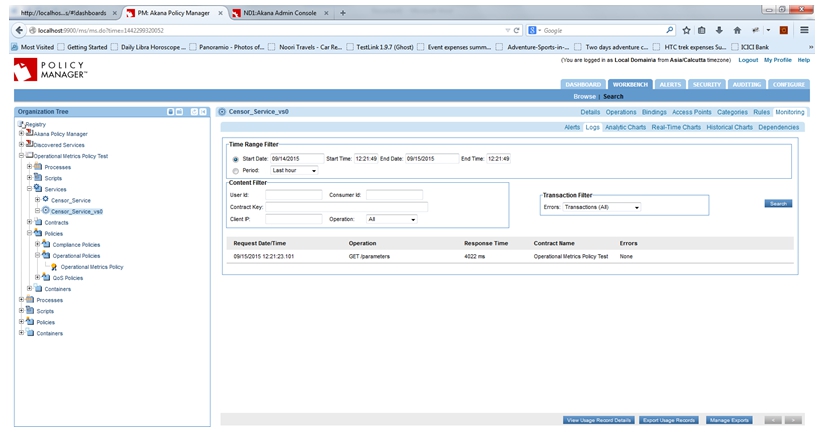 http://localhos...s/#!dashboards
PM: Akana Policy Manager
ND1:Akana Admin Console
localhost:9900/ms/ms.do?time=1442299320052
Google
Most Visited
Getting Started
Daily Libra Horoscope ...
Panoramio - Photos of...
Noori Travels - Car Re...
TestLink 1.9.7 (Ghost)
Event expenses summ...
Adventure-Sports-in-...
Two days adventure c...
HTC trek expenses Su...
ICICI Bank
POLICY
MANAGER™
(You are logged in as Local Domain\a from Asia/Calcutta timezone)
Logout
My Profile
Help
DASHBOARD
WORKBENCH
ALERTS
SECURITY
AUDITING
CONFIGURE
Browse | Search
Organization Tree
Registry
Akana Policy Manager
Discovered Services
Operational Metrics Policy Test
Processes
Scripts
Services
Censor_Service
Censor_Service_vs0
Contracts
Policies
Compliance Policies
Operational Policies
Operational Metrics Policy
QoS Policies
Containers
Processes
Scripts
Policies
Containers
Censor_Service_vs0
Details
Operations
Bindings
Access Points
Categories
Rules
Monitoring
Alerts
Logs
Analytic Charts
Real-Time Charts
Historical Charts
Dependencies
Time Range Filter
Start Date: 09/14/2015 Start Time: 12:21:49 End Date: 09/15/2015 End Time: 12:21:49
Period: Last hour
Content Filter
User Id:
Consumer Id:
Contract Key:
Client IP:
Operation: All
Transaction Filter
Errors: Transactions (All)
Search
Request Date/Time Operation Response Time Contract Name Errors
09/15/2015 12:21:23.101 GET /parameters 4022 ms Operational Metrics Policy Test None
View Usage Record Details
Export Usage Records
Manage Exports
<
>